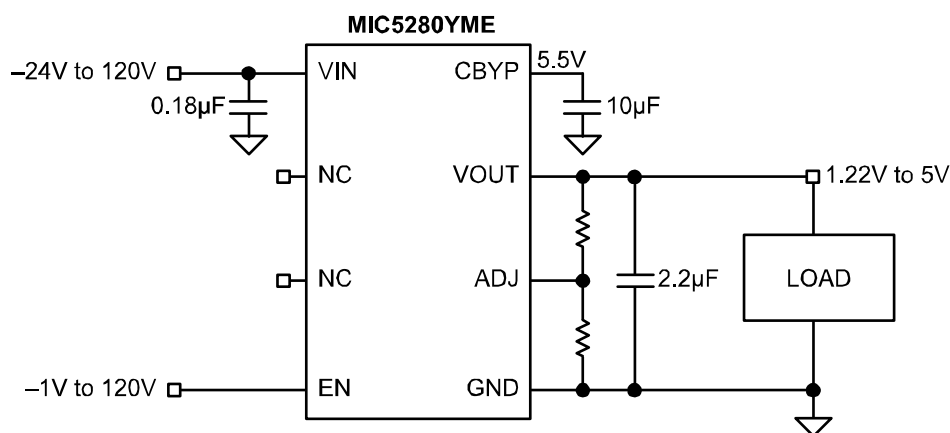 MIC5280YME
–24V to 120V
VIN
CBYP
5.5V
0.18µF
10µF
NC
VOUT
1.22V to 5V
NC
ADJ
2.2µF
LOAD
–1V to 120V
EN
GND